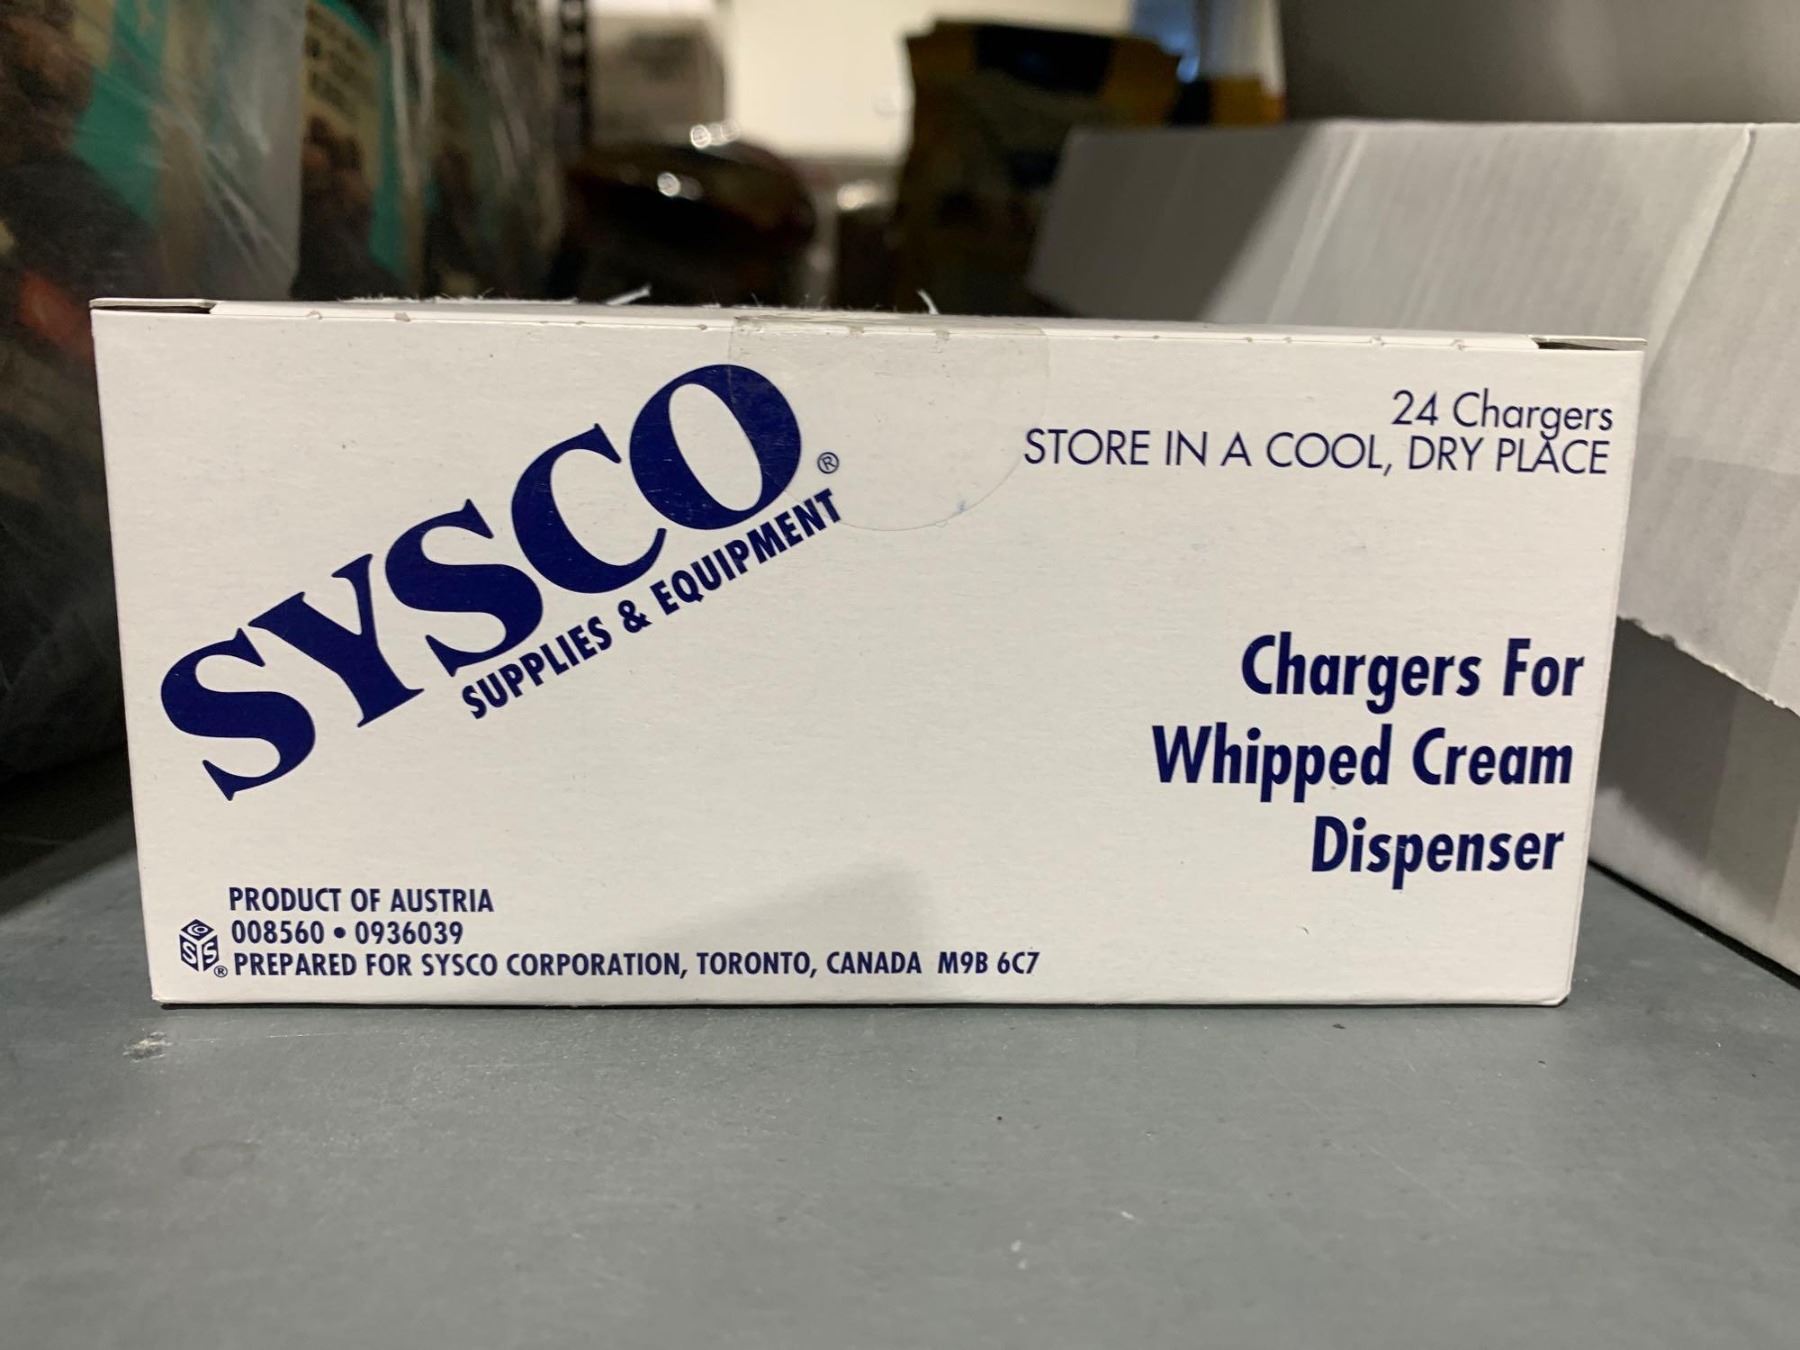 SYSCO®
SUPPLIES & EQUIPMENT
24 Chargers
STORE IN A COOL, DRY PLACE
Chargers For
Whipped Cream
Dispenser
PRODUCT OF AUSTRIA
008560 • 0936039
PREPARED FOR SYSCO CORPORATION, TORONTO, CANADA M9B 6C7